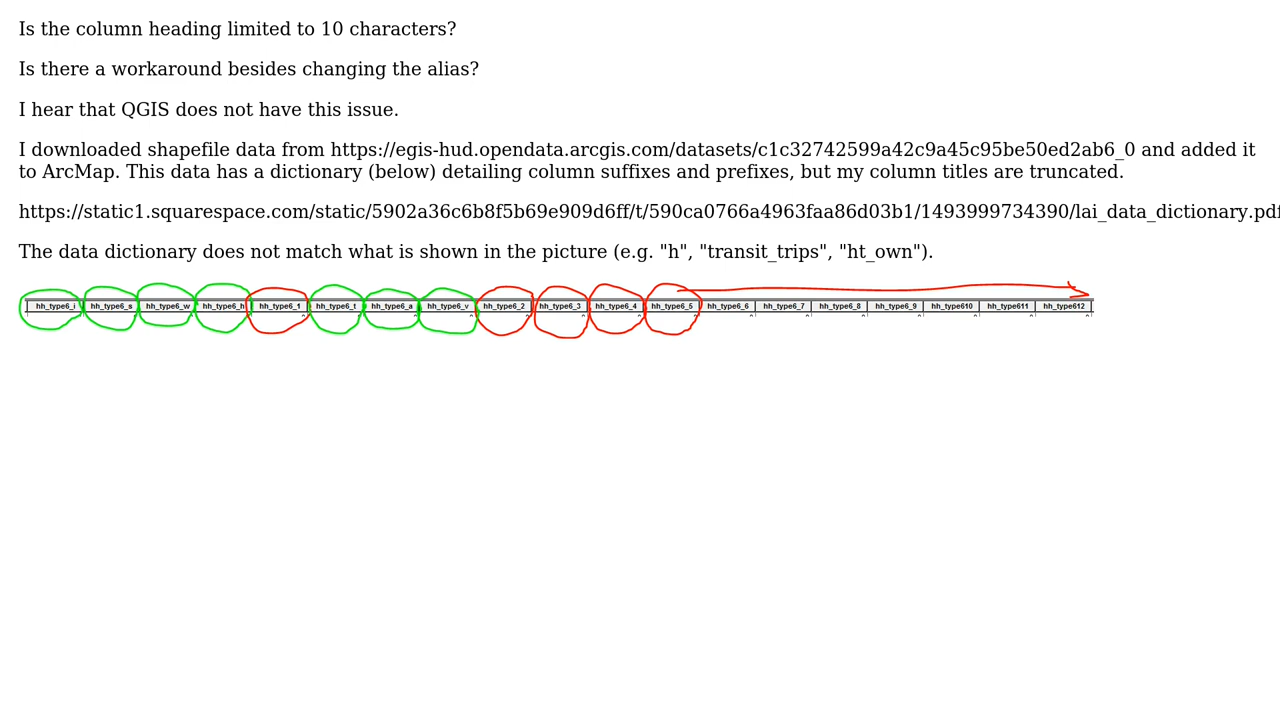 Is the column heading limited to 10 characters?
Is there a workaround besides changing the alias?
I hear that QGIS does not have this issue.
I downloaded shapefile data from https://egis-hud.opendata.arcgis.com/datasets/c1c32742599a42c9a45c95be50ed2ab6_0 and added it
to ArcMap. This data has a dictionary (below) detailing column suffixes and prefixes, but my column titles are truncated.
https://static1.squarespace.com/static/5902a36c6b8f5b69e909d6ff/t/590ca0766a4963faa86d03b1/1493999734390/lai_data_dictionary.pdf
The data dictionary does not match what is shown in the picture (e.g. "h", "transit_trips", "ht_own").
hh_type6_i hh_type6_s hh_type6_w hh_type6_h hh_type6_1 hh_type6_t hh_type6_a hh_type6_v hh_type6_2 hh_type6_3 hh_type6_4 hh_type6_5 hh_type6_6 hh_type6_7 hh_type6_8 hh_type6_9 hh_type610 hh_type611 hh_type612